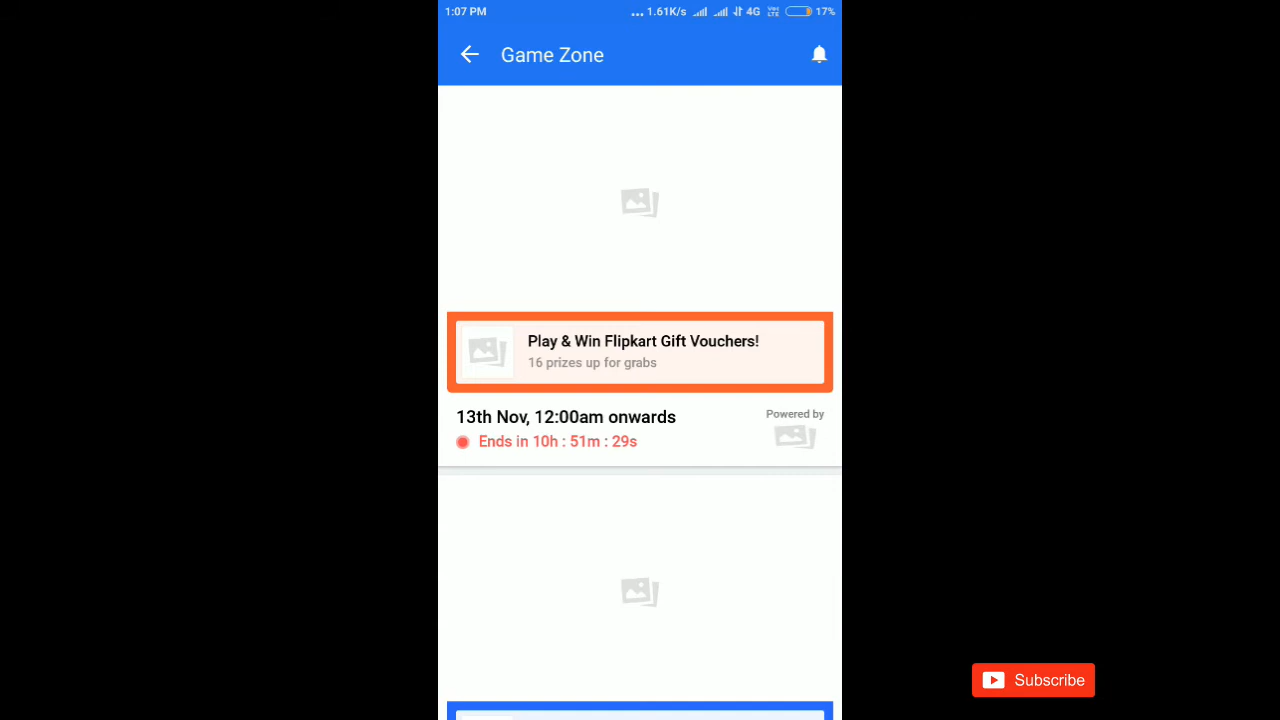 1:07 PM ... 1.61K/s 4G VoLTE 17%
Game Zone
Play & Win Flipkart Gift Vouchers!
16 prizes up for grabs
13th Nov, 12:00am onwards
Powered by
Ends in 10h : 51m : 29s
Subscribe